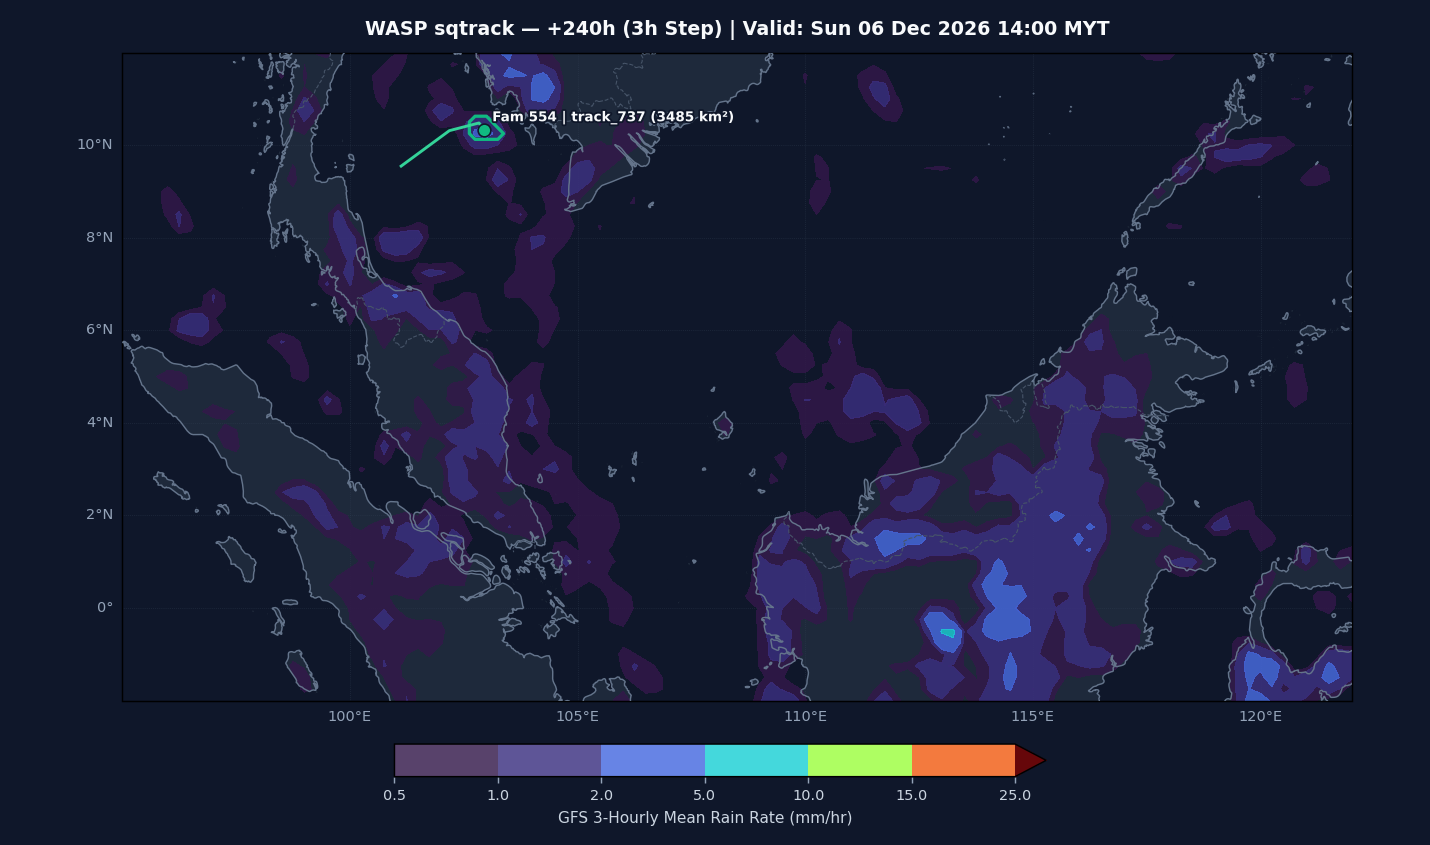 WASP sqtrack — +240h (3h Step) | Valid: Sun 06 Dec 2026 14:00 MYT
Fam 554 | track_737 (3485 km²)
10°N
8°N
6°N
4°N
2°N
0°
100°E 105°E 110°E 115°E 120°E
0.5 1.0 2.0 5.0 10.0 15.0 25.0
GFS 3-Hourly Mean Rain Rate (mm/hr)